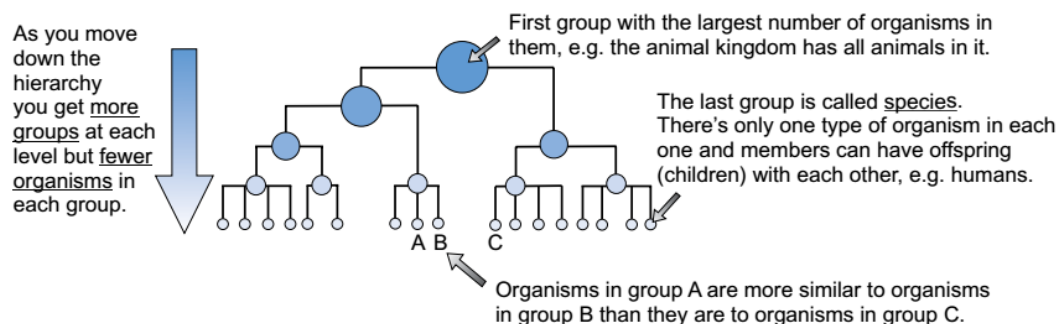 As you move
down the
hierarchy
you get more
groups at each
level but fewer
organisms in
each group.
First group with the largest number of organisms in
them, e.g. the animal kingdom has all animals in it.
The last group is called species.
There's only one type of organism in each
one and members can have offspring
(children) with each other, e.g. humans.
A B
C
Organisms in group A are more similar to organisms
in group B than they are to organisms in group C.